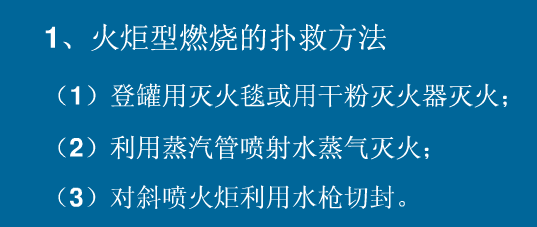 1、火炬型燃烧的扑救方法
（1）登罐用灭火毯或用干粉灭火器灭火；
（2）利用蒸汽管喷射水蒸气灭火；
（3）对斜喷火炬利用水枪切封。